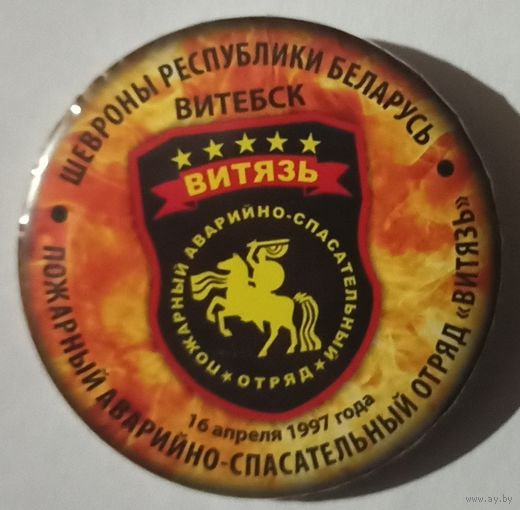 ШЕВРОНЫ РЕСПУБЛИКИ БЕЛАРУСЬ
ВИТЕБСК
ВИТЯЗЬ
ПОЖАРНЫЙ АВАРИЙНО-СПАСАТЕЛЬНЫЙ
ОТРЯД
16 апреля 1997 года
ПОЖАРНЫЙ АВАРИЙНО-СПАСАТЕЛЬНЫЙ ОТРЯД «ВИТЯЗЬ»
www.ay.by